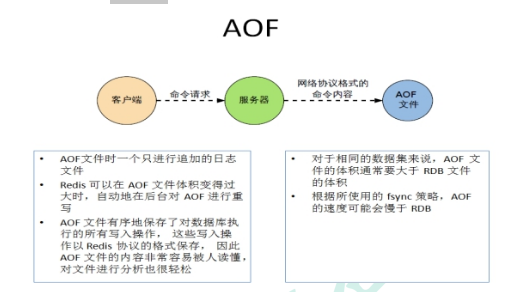 AOF
客户端
命令请求
服务器
网络协议格式的
命令内容
AOF
文件
• AOF文件时一个只进行追加的日志
文件
• Redis 可以在 AOF 文件体积变得过
大时，自动地在后台对 AOF 进行重
写
• AOF 文件有序地保存了对数据库执
行的所有写入操作， 这些写入操
作以 Redis 协议的格式保存， 因此
AOF 文件的内容非常容易被人读懂，
对文件进行分析也很轻松
• 对于相同的数据集来说，AOF 文
件的体积通常要大于 RDB 文件
的体积
• 根据所使用的 fsync 策略，AOF
的速度可能会慢于 RDB